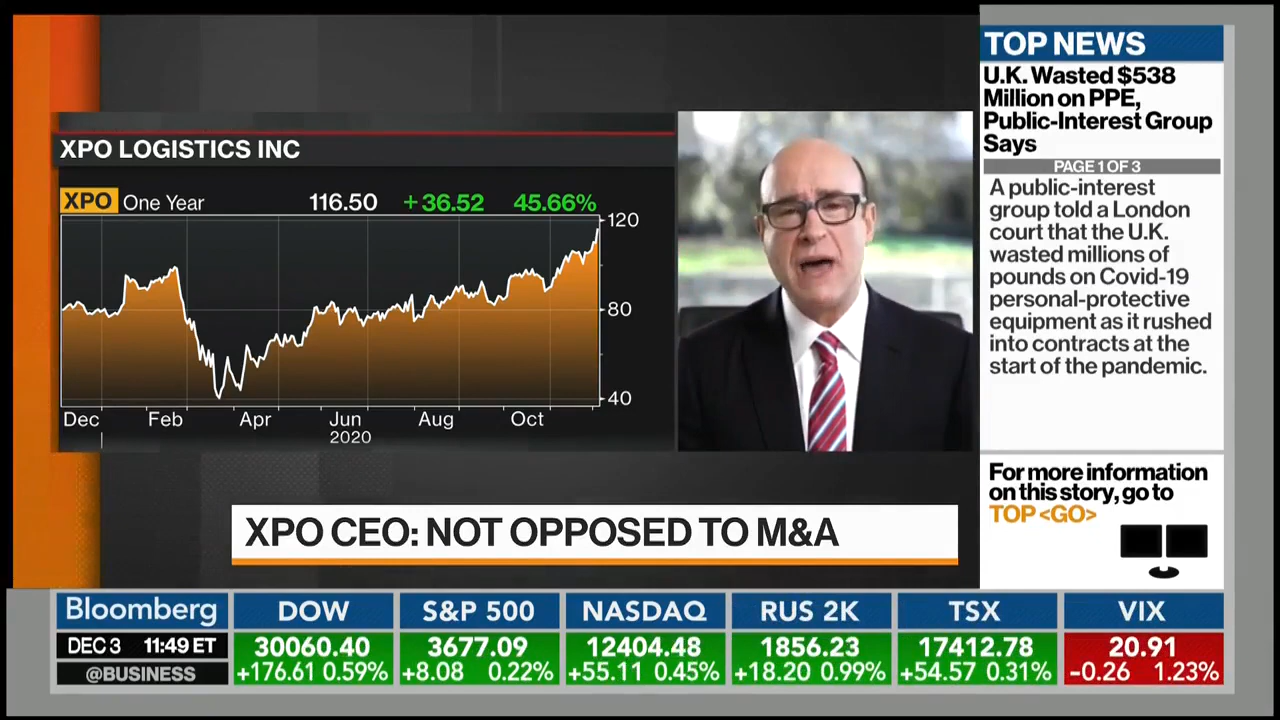 XPO LOGISTICS INC
XPO One Year 116.50 +36.52 45.66%
120
80
40
Dec Feb Apr Jun Aug Oct
2020
XPO CEO: NOT OPPOSED TO M&A
TOP NEWS
U.K. Wasted $538
Million on PPE,
Public-Interest Group
Says
PAGE 1 OF 3
A public-interest
group told a London
court that the U.K.
wasted millions of
pounds on Covid-19
personal-protective
equipment as it rushed
into contracts at the
start of the pandemic.
For more information
on this story, go to
TOP <GO>
Bloomberg DOW S&P 500 NASDAQ RUS 2K TSX VIX
DEC 3 11:49 ET 30060.40 3677.09 12404.48 1856.23 17412.78 20.91
@BUSINESS +176.61 0.59% +8.08 0.22% +55.11 0.45% +18.20 0.99% +54.57 0.31% -0.26 1.23%